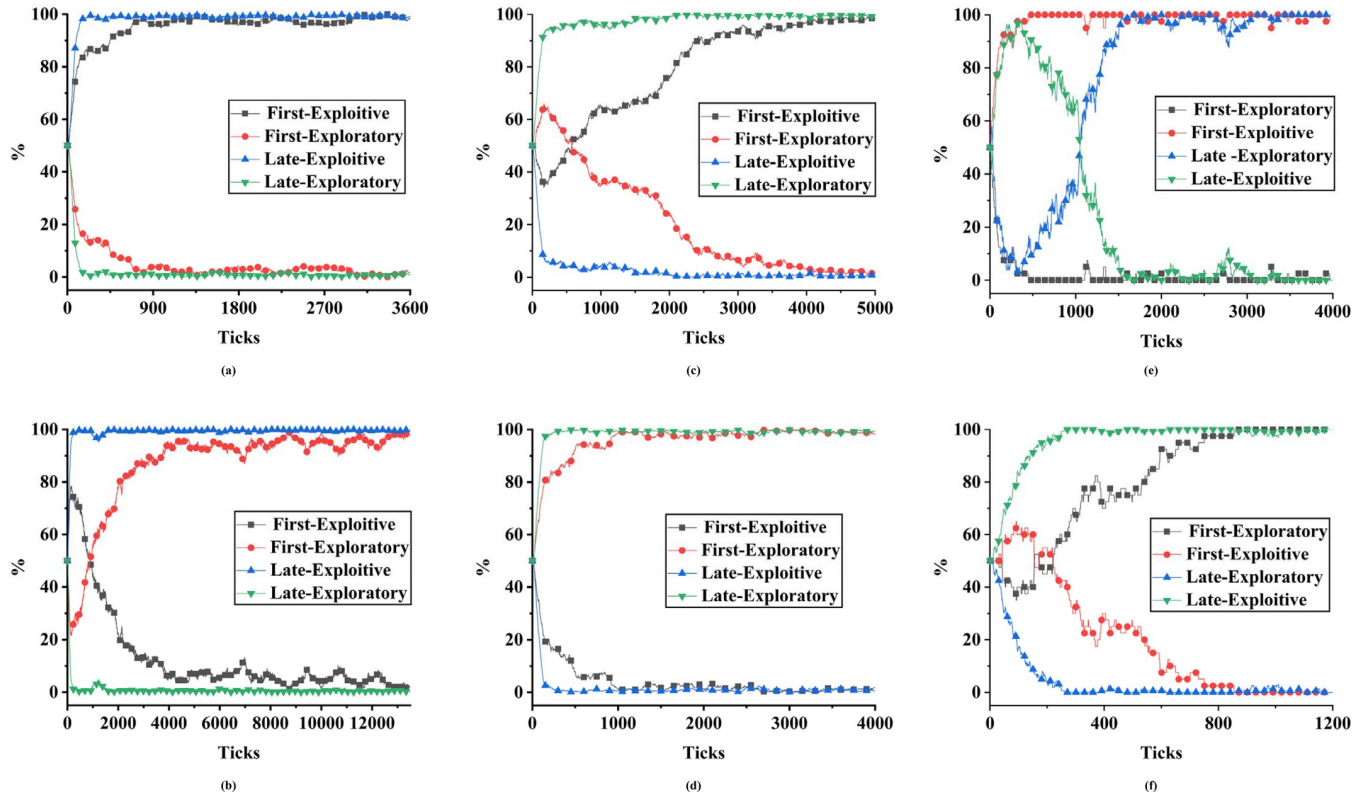 100
80
60
40
20
0
%
First-Exploitive
First-Exploratory
Late-Exploitive
Late-Exploratory
0 900 1800 2700 3600
Ticks
(a)
100
80
60
40
20
0
%
First-Exploitive
First-Exploratory
Late-Exploitive
Late-Exploratory
0 1000 2000 3000 4000 5000
Ticks
(c)
100
80
60
40
20
0
%
First-Exploratory
First-Exploitive
Late -Exploratory
Late-Exploitive
0 1000 2000 3000 4000
Ticks
(e)
100
80
60
40
20
0
%
First-Exploitive
First-Exploratory
Late-Exploitive
Late-Exploratory
0 2000 4000 6000 8000 10000 12000
Ticks
(b)
100
80
60
40
20
0
%
First-Exploitive
First-Exploratory
Late-Exploitive
Late-Exploratory
0 1000 2000 3000 4000
Ticks
(d)
100
80
60
40
20
0
%
First-Exploratory
First-Exploitive
Late-Exploratory
Late-Exploitive
0 400 800 1200
Ticks
(f)